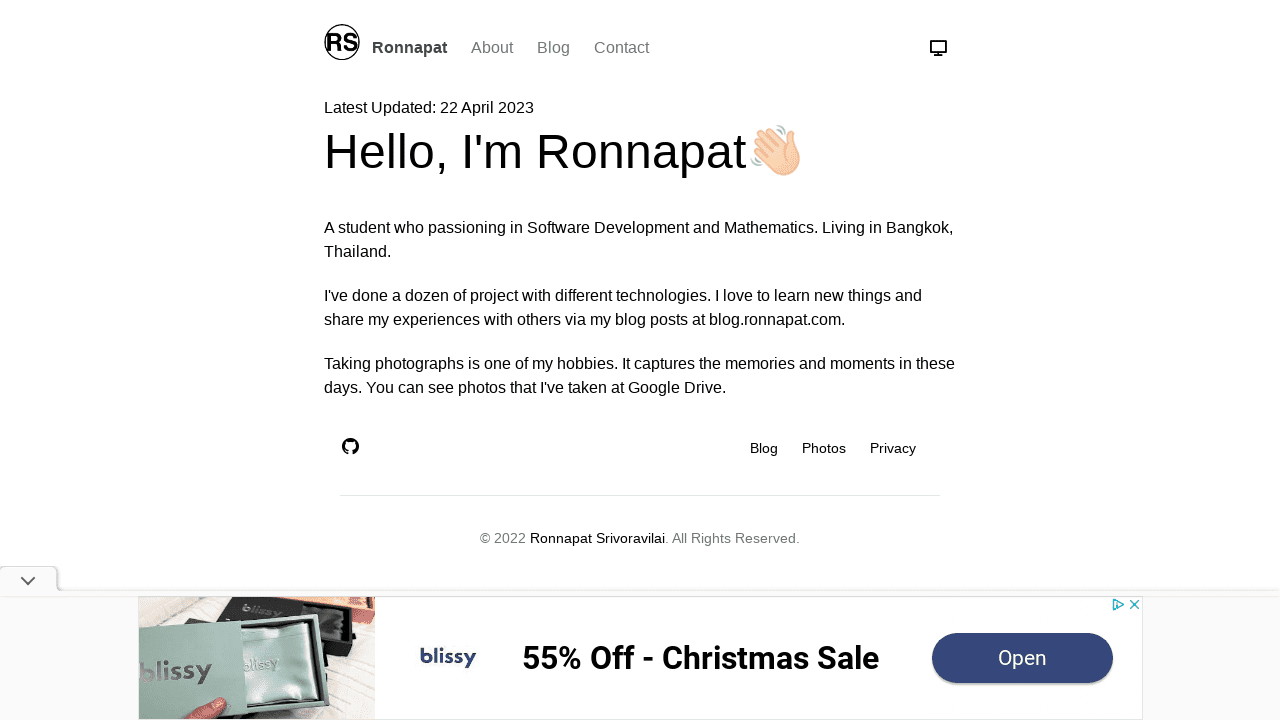 RS Ronnapat About Blog Contact
Latest Updated: 22 April 2023
Hello, I'm Ronnapat👋🏻
A student who passioning in Software Development and Mathematics. Living in Bangkok,
Thailand.
I've done a dozen of project with different technologies. I love to learn new things and
share my experiences with others via my blog posts at blog.ronnapat.com.
Taking photographs is one of my hobbies. It captures the memories and moments in these
days. You can see photos that I've taken at Google Drive.
Blog Photos Privacy
© 2022 Ronnapat Srivoravilai. All Rights Reserved.
blissy
blissy
blissy
blissy
55% Off - Christmas Sale
Open